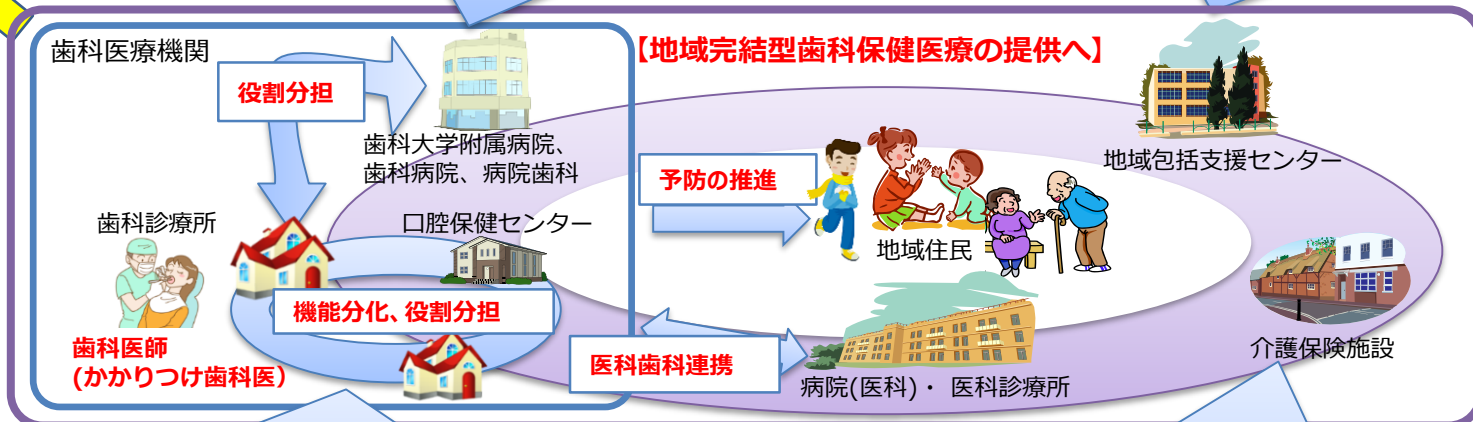 歯科医療機関
【地域完結型歯科保健医療の提供へ】
役割分担
歯科大学附属病院、
歯科病院、病院歯科
地域包括支援センター
予防の推進
歯科診療所
口腔保健センター
地域住民
機能分化、役割分担
歯科医師
(かかりつけ歯科医)
医科歯科連携
介護保険施設
病院(医科)・ 医科診療所